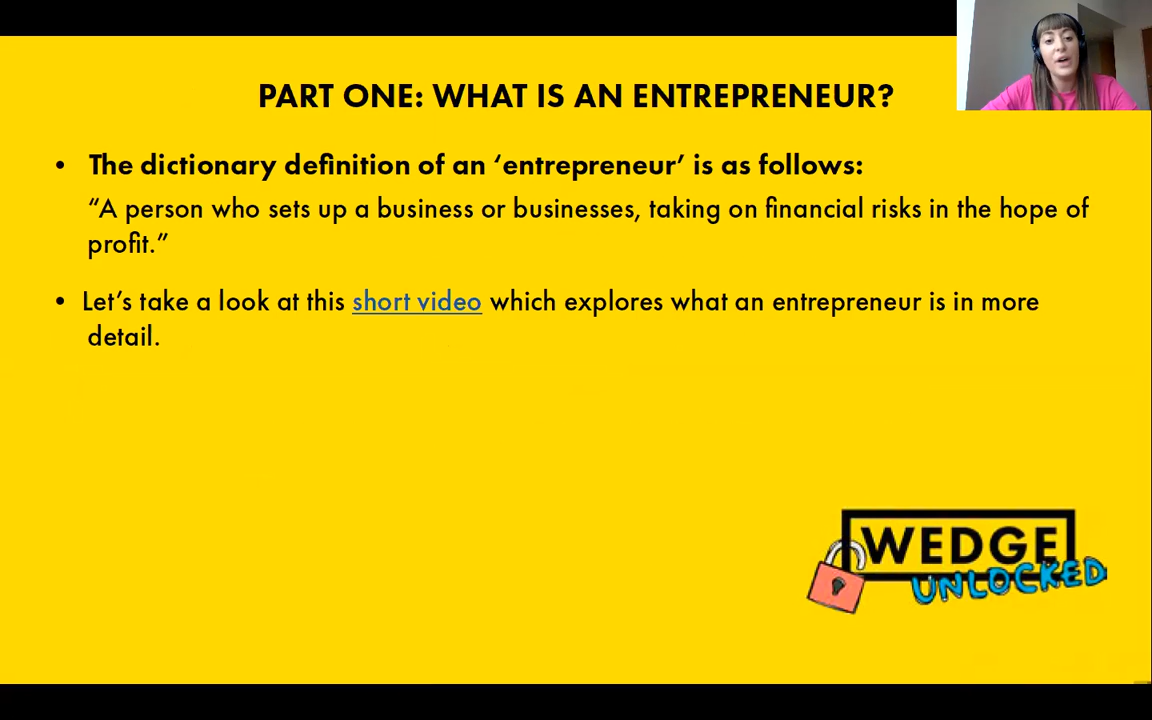 PART ONE: WHAT IS AN ENTREPRENEUR?
• The dictionary definition of an ‘entrepreneur’ is as follows:
“A person who sets up a business or businesses, taking on financial risks in the hope of
profit.”
• Let’s take a look at this short video which explores what an entrepreneur is in more
detail.
WEDGE
UNLOCKED